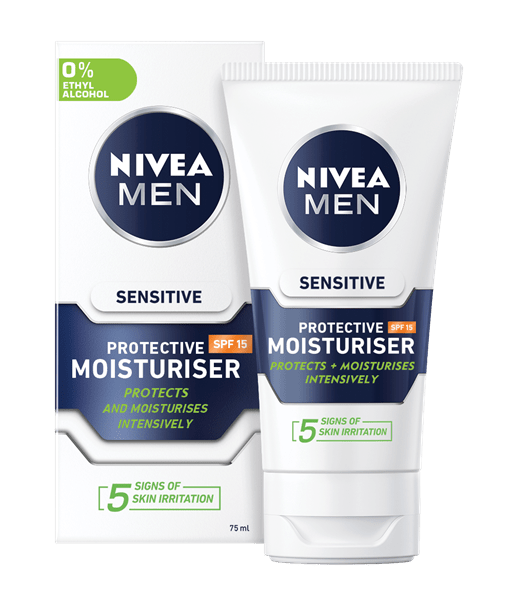 0%
ETHYL
ALCOHOL
NIVEA
MEN
SENSITIVE
PROTECTIVE SPF 15
MOISTURISER
PROTECTS
AND MOISTURISES
INTENSIVELY
5 SIGNS OF
SKIN IRRITATION
75 ml
NIVEA
MEN
SENSITIVE
PROTECTIVE SPF 15
MOISTURISER
PROTECTS + MOISTURISES
INTENSIVELY
5 SIGNS OF
SKIN IRRITATION